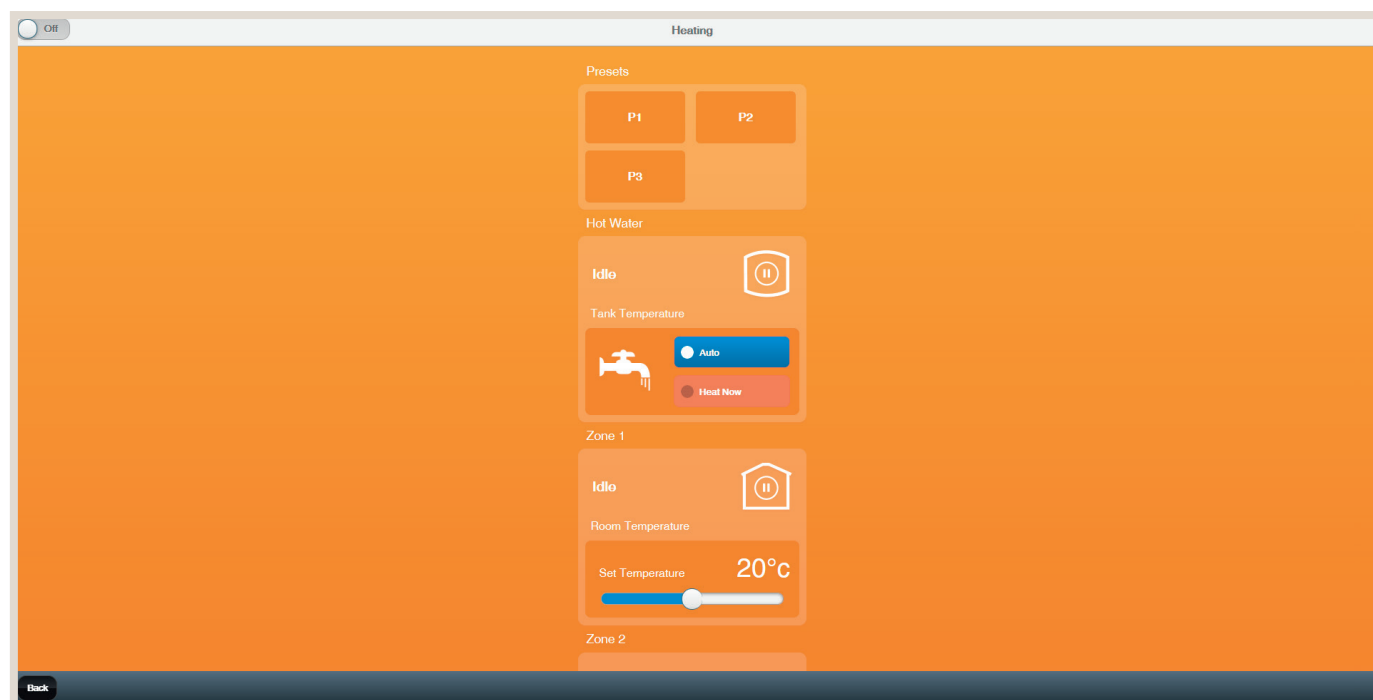 Off
Heating
Presets
P1 P2
P3
Hot Water
Idle
Tank Temperature
Auto
Heat Now
Zone 1
Idle
Room Temperature
Set Temperature 20°c
Zone 2
Back